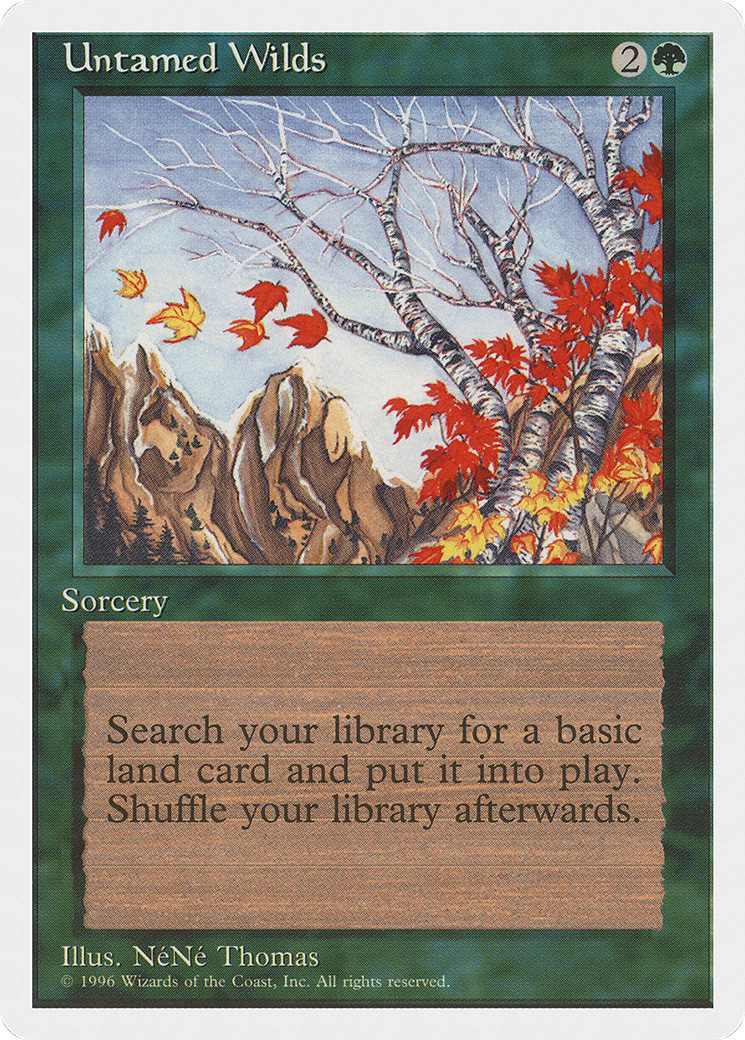 Untamed Wilds 2
Sorcery
Search your library for a basic
land card and put it into play.
Shuffle your library afterwards.
Illus. NéNé Thomas
© 1996 Wizards of the Coast, Inc. All rights reserved.